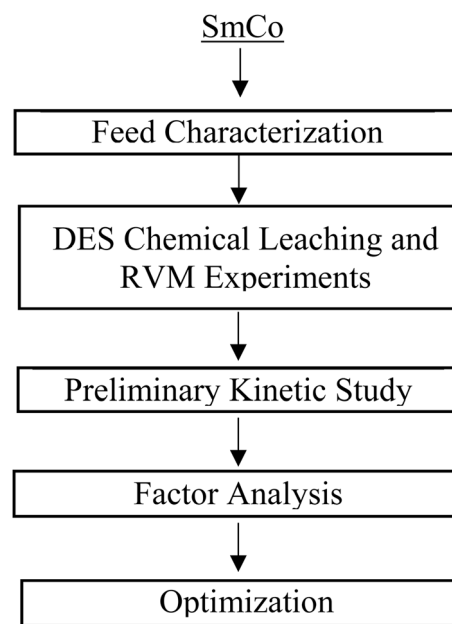 SmCo
Feed Characterization
DES Chemical Leaching and
RVM Experiments
Preliminary Kinetic Study
Factor Analysis
Optimization